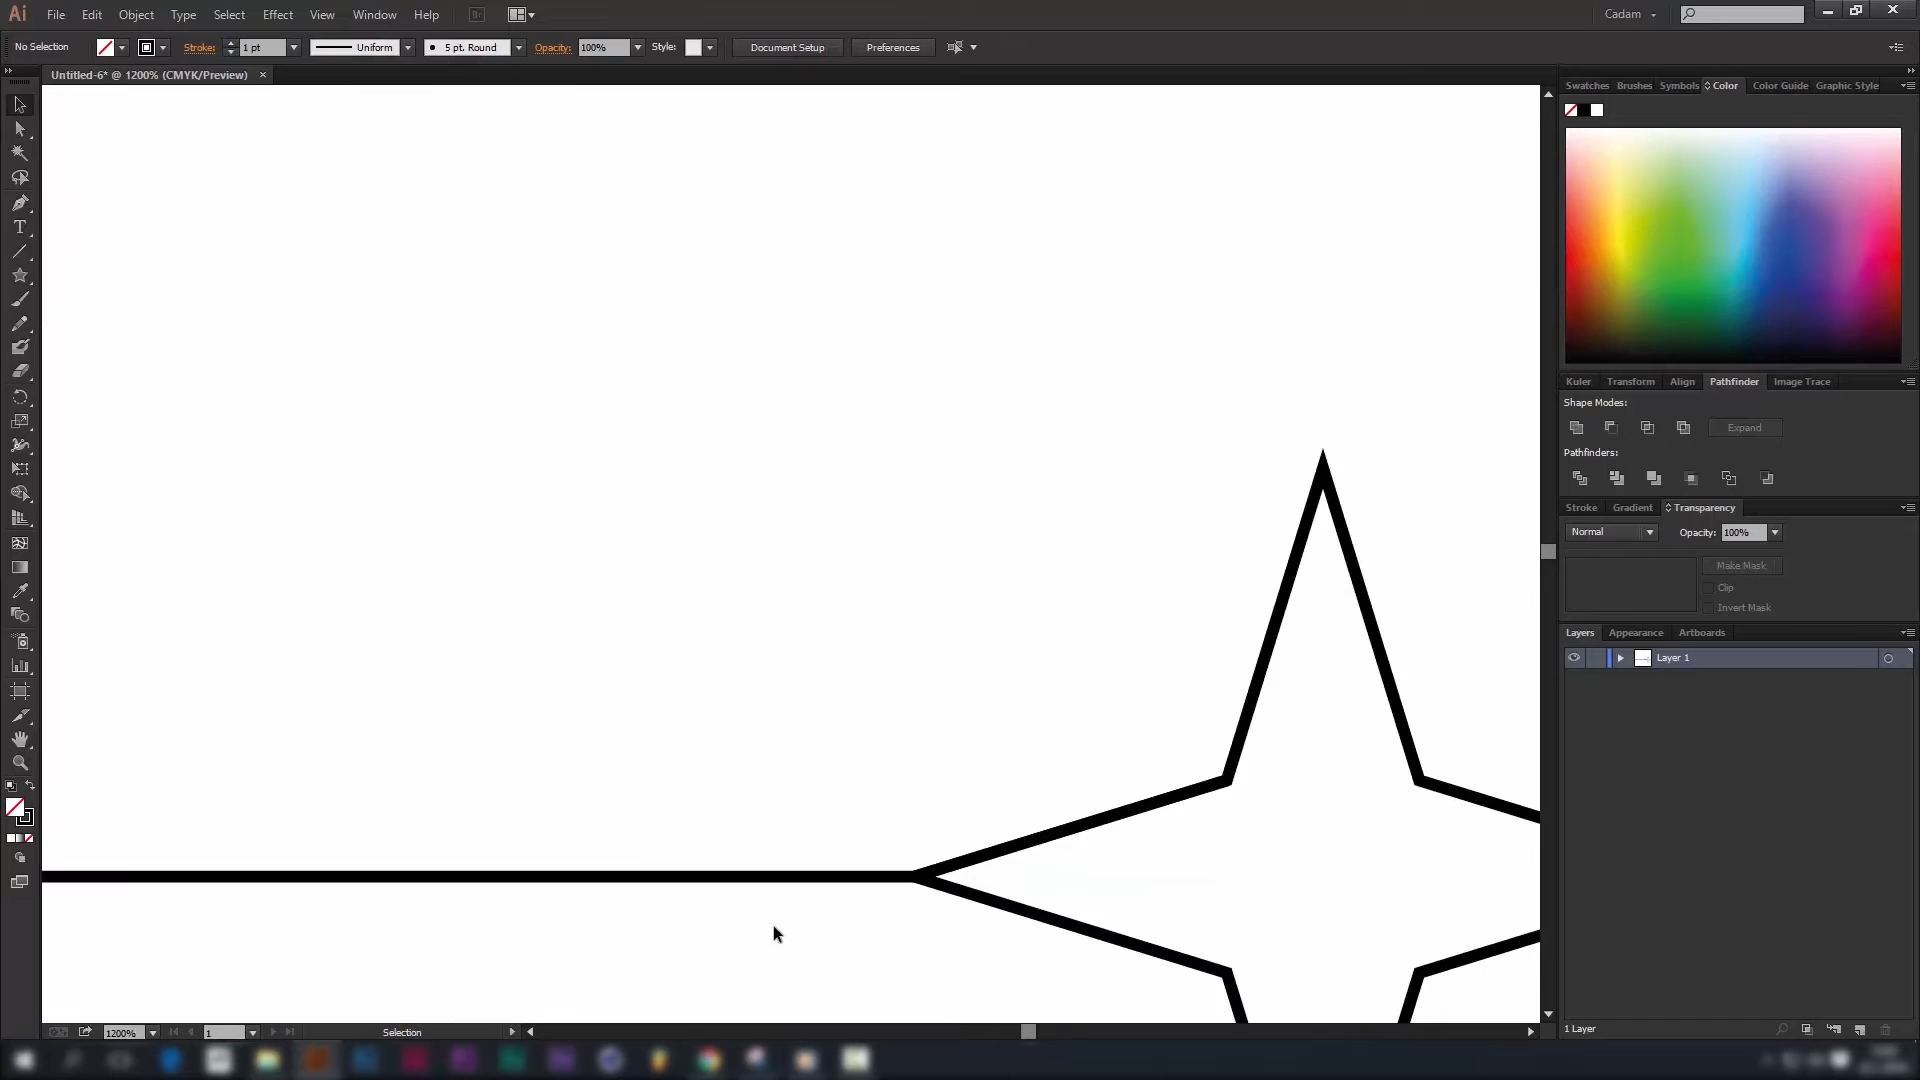 Ai File Edit Object Type Select Effect View Window Help Br Cadam
No Selection Stroke: 1 pt Uniform 5 pt. Round Opacity: 100% Style: Document Setup Preferences
Untitled-6* @ 1200% (CMYK/Preview) ×
Swatches Brushes Symbols Color Color Guide Graphic Style
Kuler Transform Align Pathfinder Image Trace
Shape Modes:
Expand
Pathfinders:
Stroke Gradient Transparency
Normal Opacity: 100%
Make Mask
Clip
Invert Mask
Layers Appearance Artboards
Layer 1
1 Layer
1200% 1 Selection